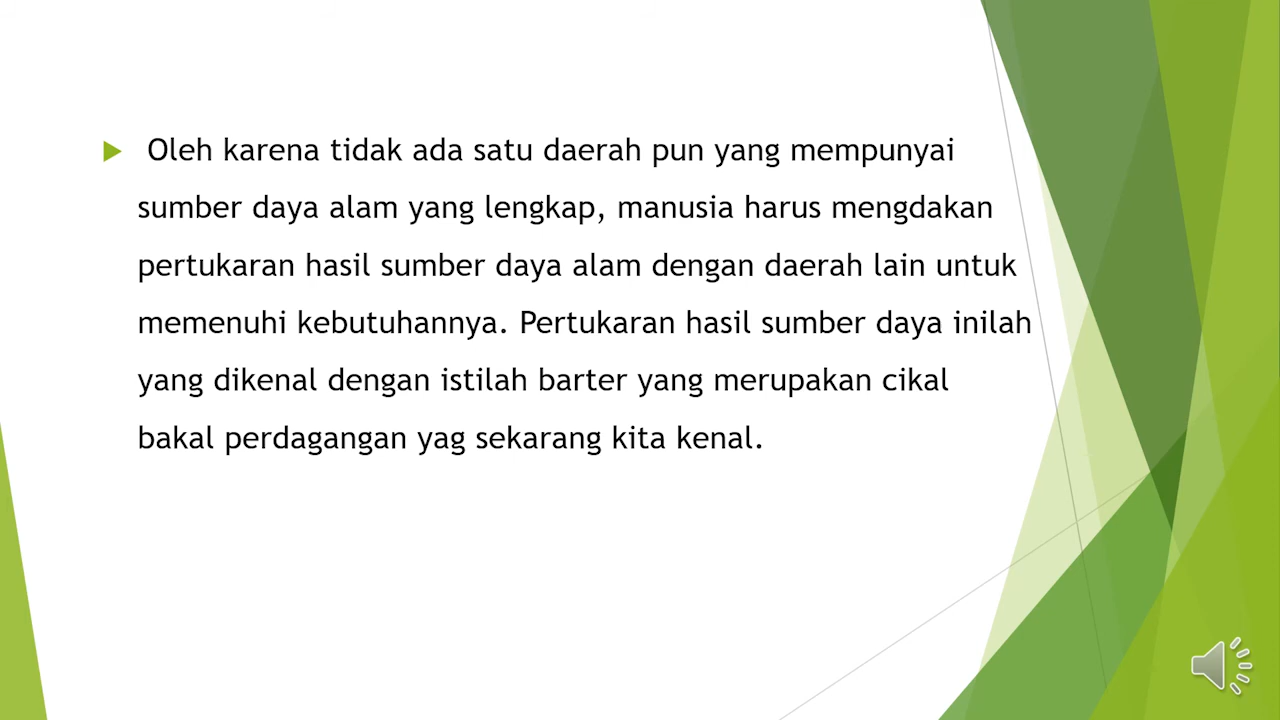 Oleh karena tidak ada satu daerah pun yang mempunyai
sumber daya alam yang lengkap, manusia harus mengdakan
pertukaran hasil sumber daya alam dengan daerah lain untuk
memenuhi kebutuhannya. Pertukaran hasil sumber daya inilah
yang dikenal dengan istilah barter yang merupakan cikal
bakal perdagangan yag sekarang kita kenal.